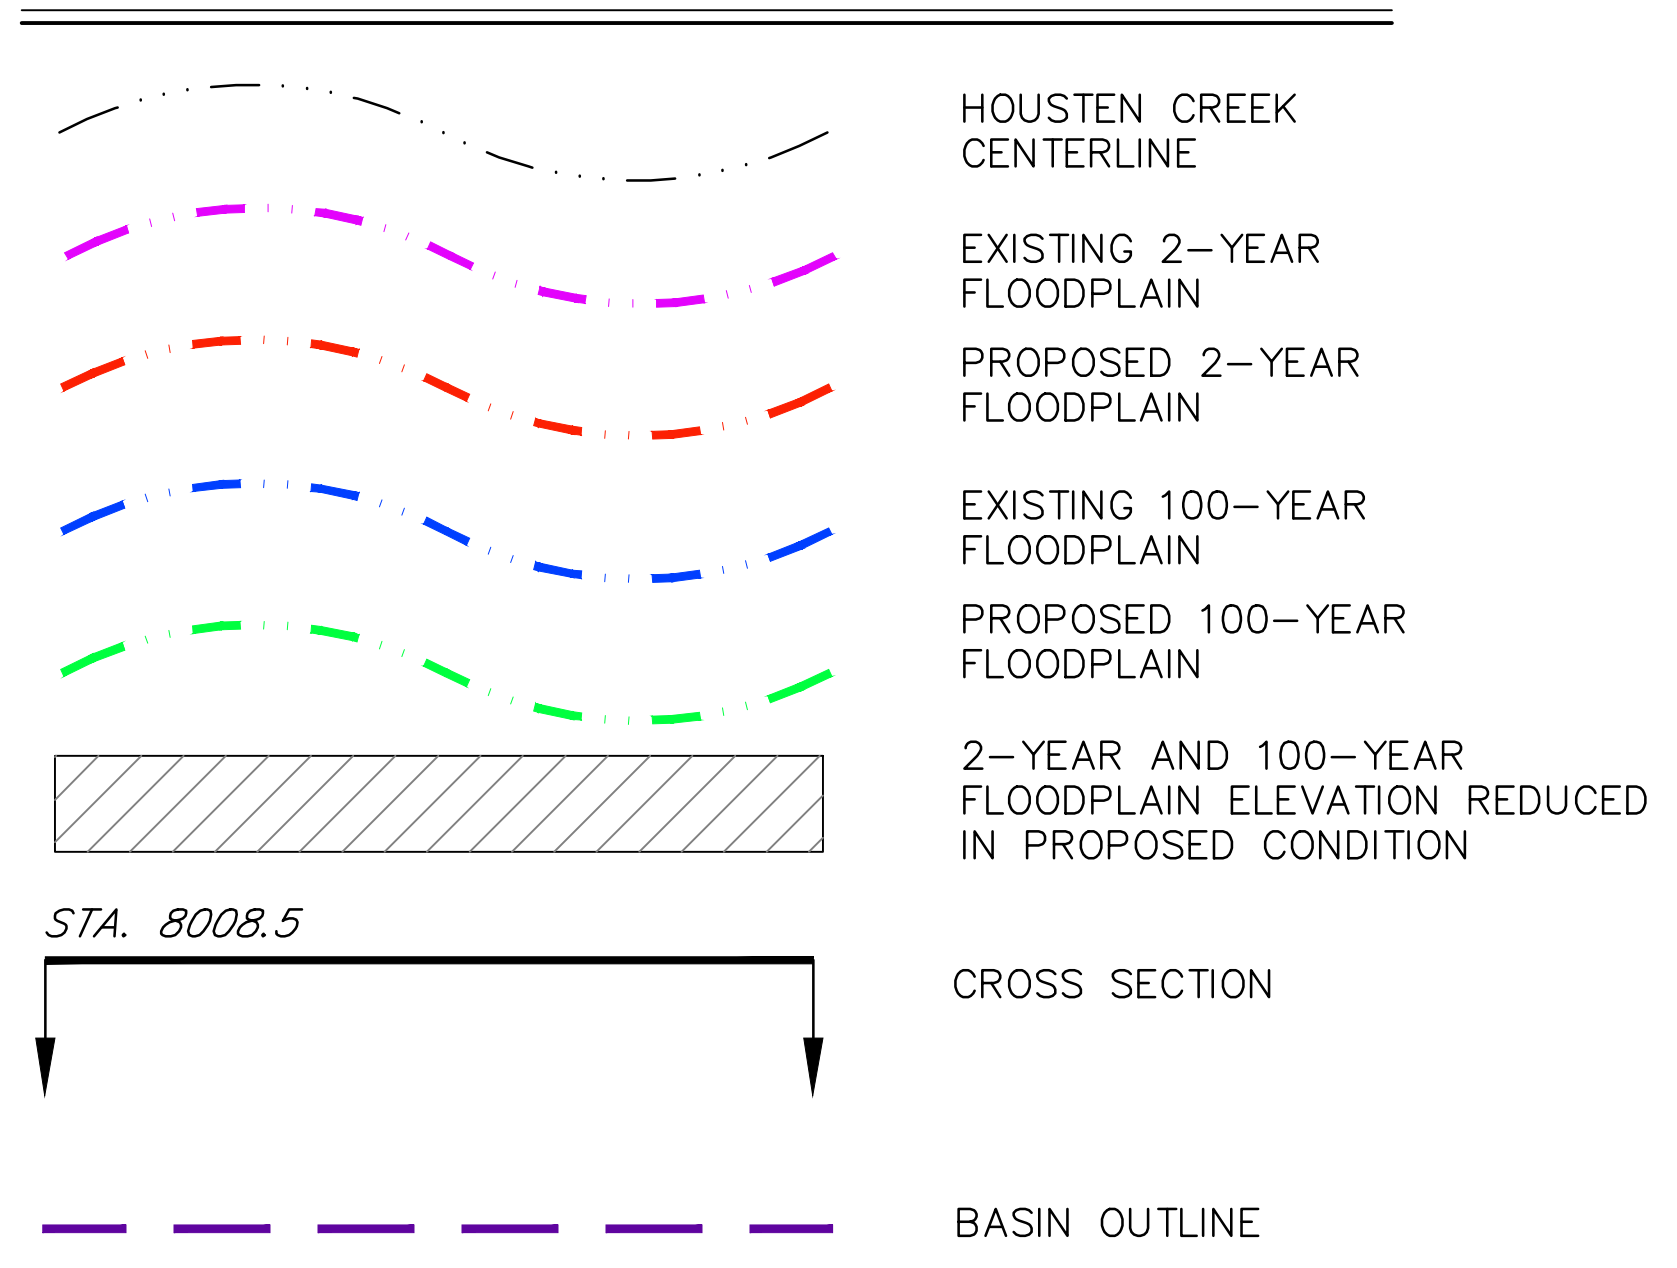 HOUSTEN CREEK
CENTERLINE
EXISTING 2-YEAR
FLOODPLAIN
PROPOSED 2-YEAR
FLOODPLAIN
EXISTING 100-YEAR
FLOODPLAIN
PROPOSED 100-YEAR
FLOODPLAIN
2-YEAR AND 100-YEAR
FLOODPLAIN ELEVATION REDUCED
IN PROPOSED CONDITION
STA. 8008.5
CROSS SECTION
BASIN OUTLINE